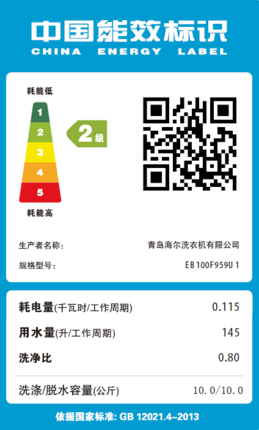 中国能效标识
CHINA ENERGY LABEL
耗能低
1
2
2级
3
4
5
耗能高
生产者名称: 青岛海尔洗衣机有限公司
规格型号: EB100F959U1
耗电量(千瓦时/工作周期) 0.115
用水量(升/工作周期) 145
洗净比 0.80
洗涤/脱水容量(公斤) 10.0/10.0
依据国家标准: GB 12021.4-2013